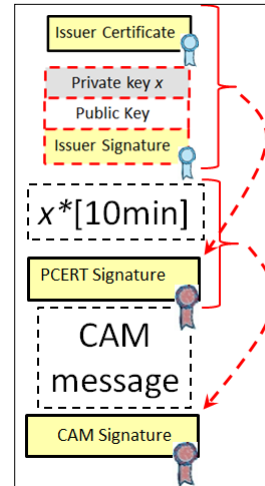 Issuer Certificate
Private key x
Public Key
Issuer Signature
x*[10min]
PCERT Signature
CAM
message
CAM Signature